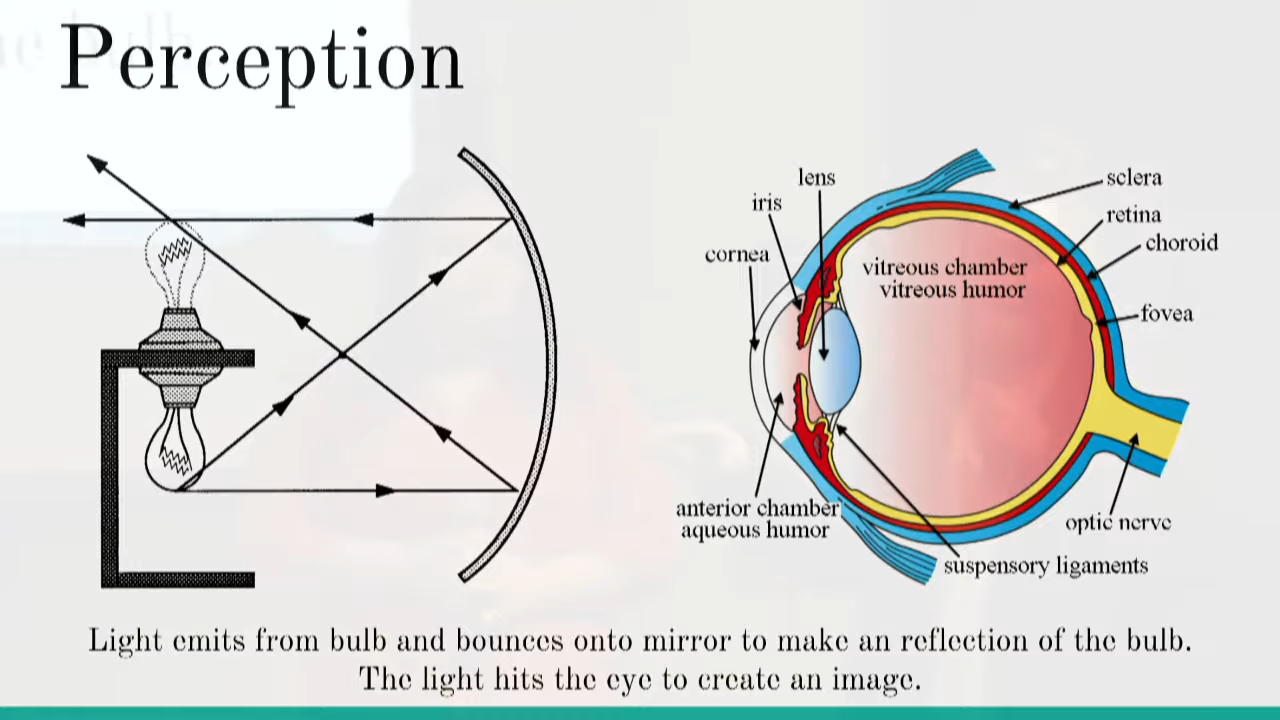 Perception
lens
iris
cornea
sclera
retina
choroid
vitreous chamber
vitreous humor
fovea
anterior chamber
aqueous humor
optic nerve
suspensory ligaments
Light emits from bulb and bounces onto mirror to make an reflection of the bulb.
The light hits the eye to create an image.